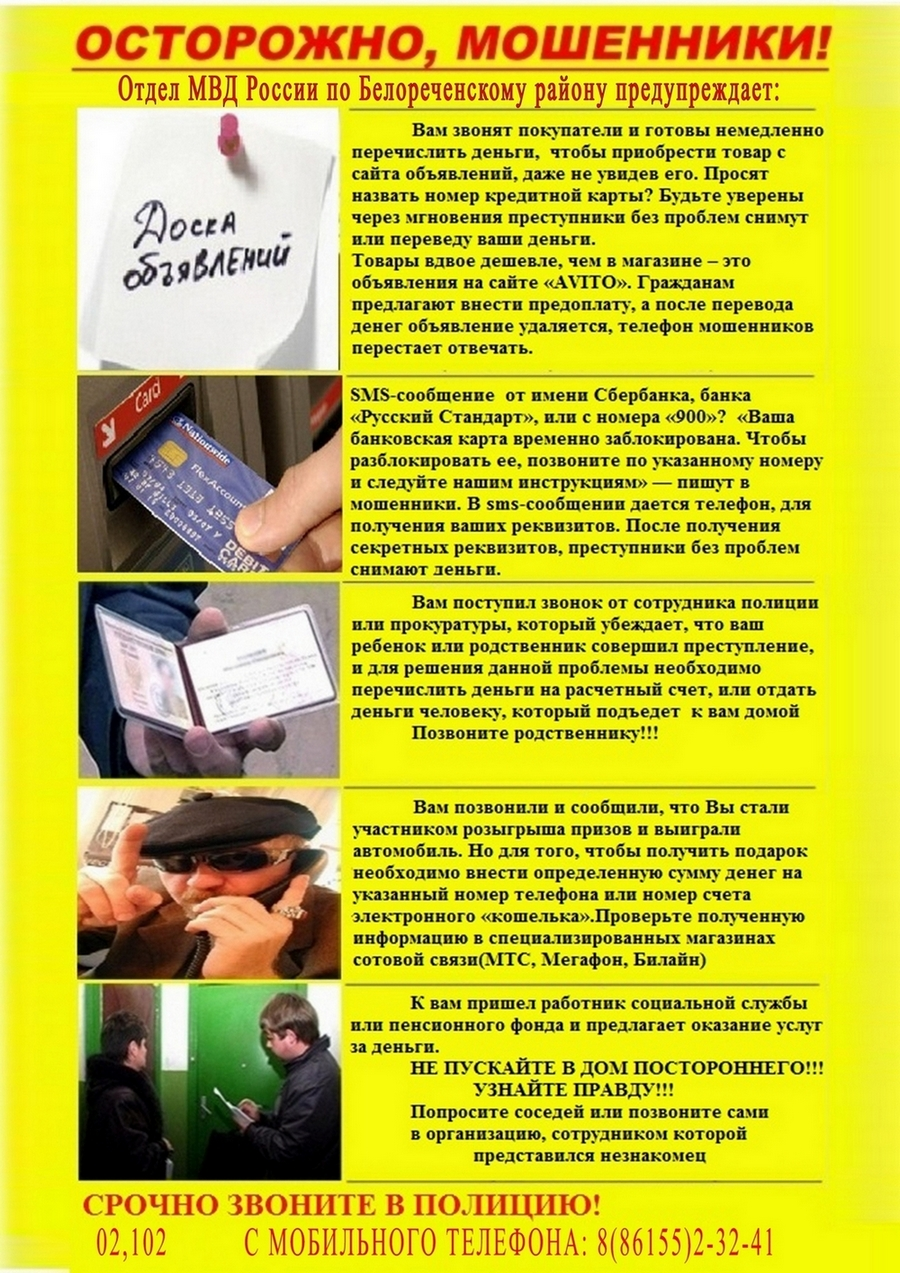 ОСТОРОЖНО, МОШЕННИКИ!
Отдел МВД России по Белореченскому району предупреждает:
Доска
объявлений
Вам звонят покупатели и готовы немедленно
перечислить деньги, чтобы приобрести товар с
сайта объявлений, даже не увидев его. Просят
назвать номер кредитной карты? Будьте уверены
через мгновения преступники без проблем снимут
или переведу ваши деньги.
Товары вдвое дешевле, чем в магазине – это
объявления на сайте «AVITO». Гражданам
предлагают внести предоплату, а после перевода
денег объявление удаляется, телефон мошенников
перестает отвечать.
Card
Nationwide
FlexAccount
DEBIT
CARD
SMS-сообщение от имени Сбербанка, банка
«Русский Стандарт», или с номера «900»? «Ваша
банковская карта временно заблокирована. Чтобы
разблокировать ее, позвоните по указанному номеру
и следуйте нашим инструкциям» — пишут в
мошенники. В sms-сообщении дается телефон, для
получения ваших реквизитов. После получения
секретных реквизитов, преступники без проблем
снимают деньги.
Вам поступил звонок от сотрудника полиции
или прокуратуры, который убеждает, что ваш
ребенок или родственник совершил преступление,
и для решения данной проблемы необходимо
перечислить деньги на расчетный счет, или отдать
деньги человеку, который подъедет к вам домой
Позвоните родственнику!!!
Вам позвонили и сообщили, что Вы стали
участником розыгрыша призов и выиграли
автомобиль. Но для того, чтобы получить подарок
необходимо внести определенную сумму денег на
указанный номер телефона или номер счета
электронного «кошелька».Проверьте полученную
информацию в специализированных магазинах
сотовой связи(МТС, Мегафон, Билайн)
К вам пришел работник социальной службы
или пенсионного фонда и предлагает оказание услуг
за деньги.
НЕ ПУСКАЙТЕ В ДОМ ПОСТОРОННЕГО!!!
УЗНАЙТЕ ПРАВДУ!!!
Попросите соседей или позвоните сами
в организацию, сотрудником которой
представился незнакомец
СРОЧНО ЗВОНИТЕ В ПОЛИЦИЮ!
02,102 С МОБИЛЬНОГО ТЕЛЕФОНА: 8(86155)2-32-41